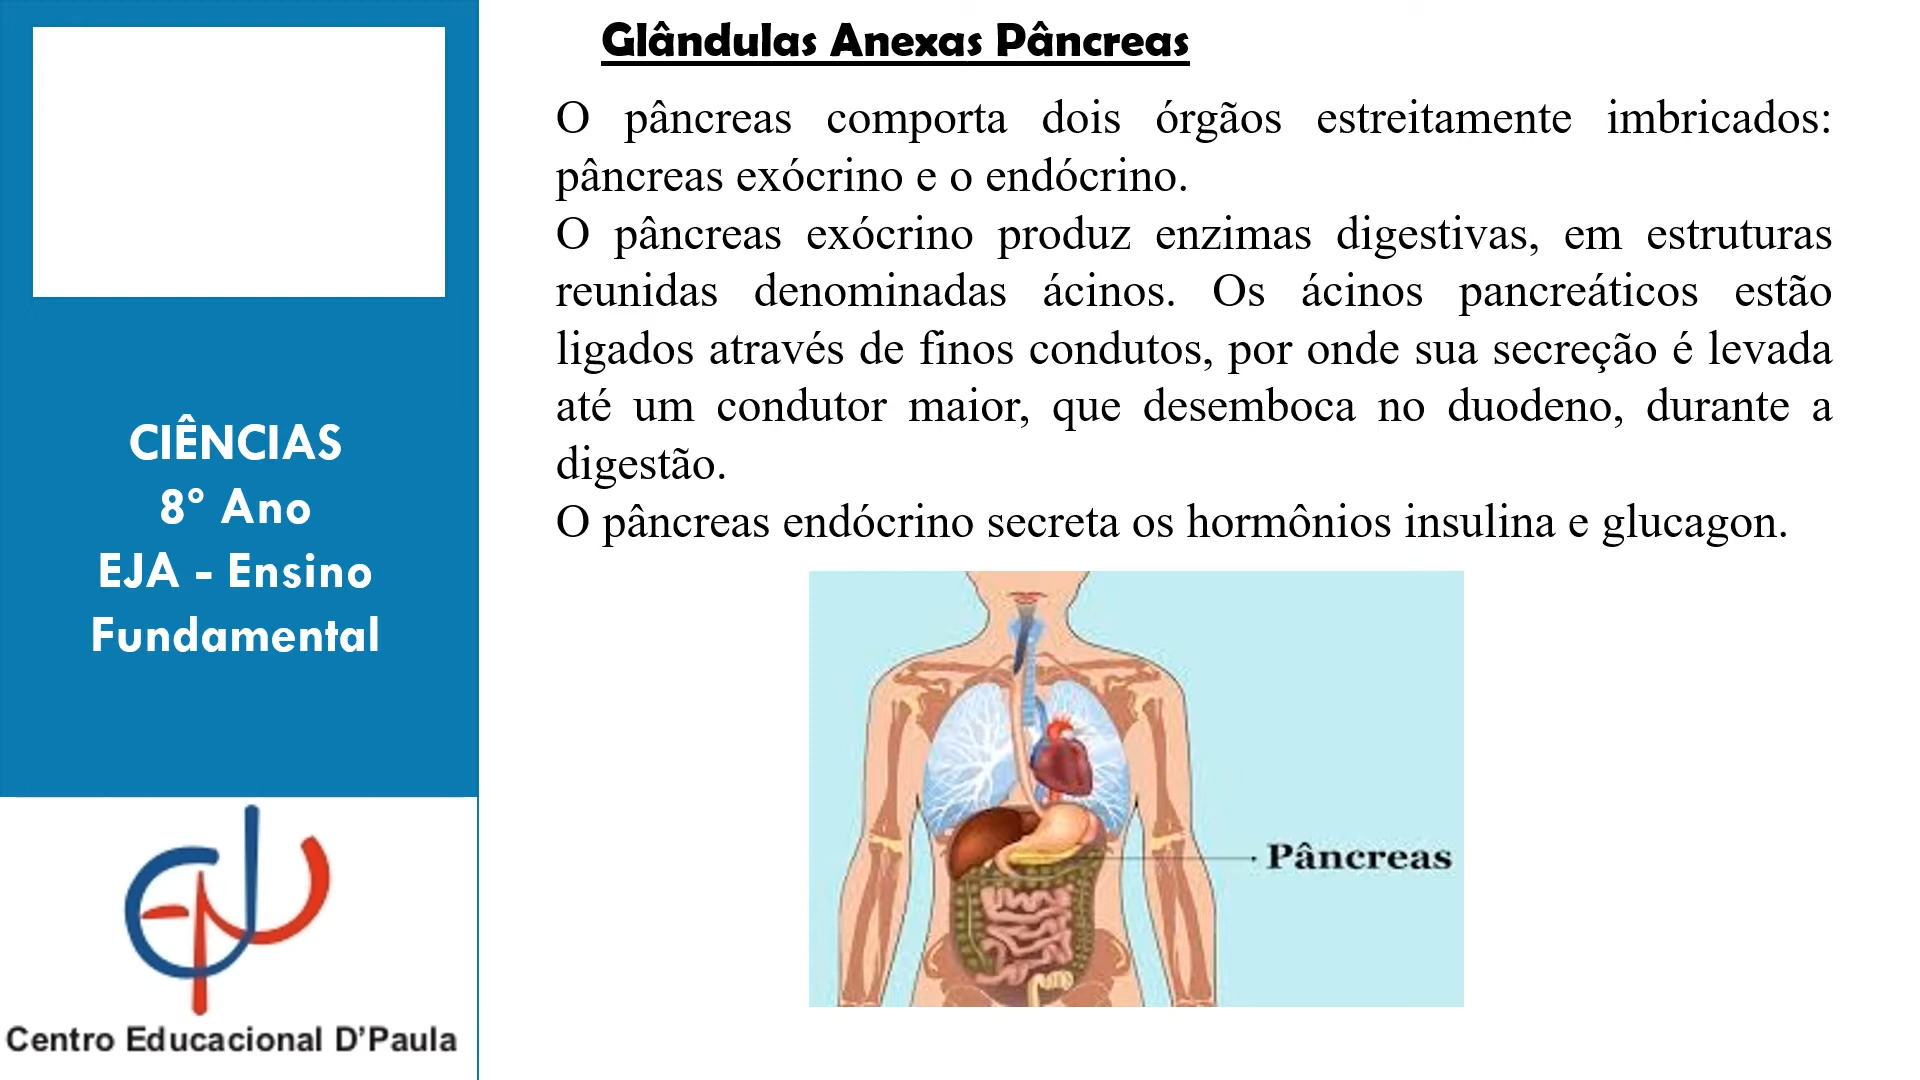 Glândulas Anexas Pâncreas
O pâncreas comporta dois órgãos estreitamente imbricados:
pâncreas exócrino e o endócrino.
O pâncreas exócrino produz enzimas digestivas, em estruturas
reunidas denominadas ácinos. Os ácinos pancreáticos estão
ligados através de finos condutos, por onde sua secreção é levada
até um condutor maior, que desemboca no duodeno, durante a
digestão.
O pâncreas endócrino secreta os hormônios insulina e glucagon.
Pâncreas
CIÊNCIAS
8° Ano
EJA - Ensino
Fundamental
Centro Educacional D'Paula